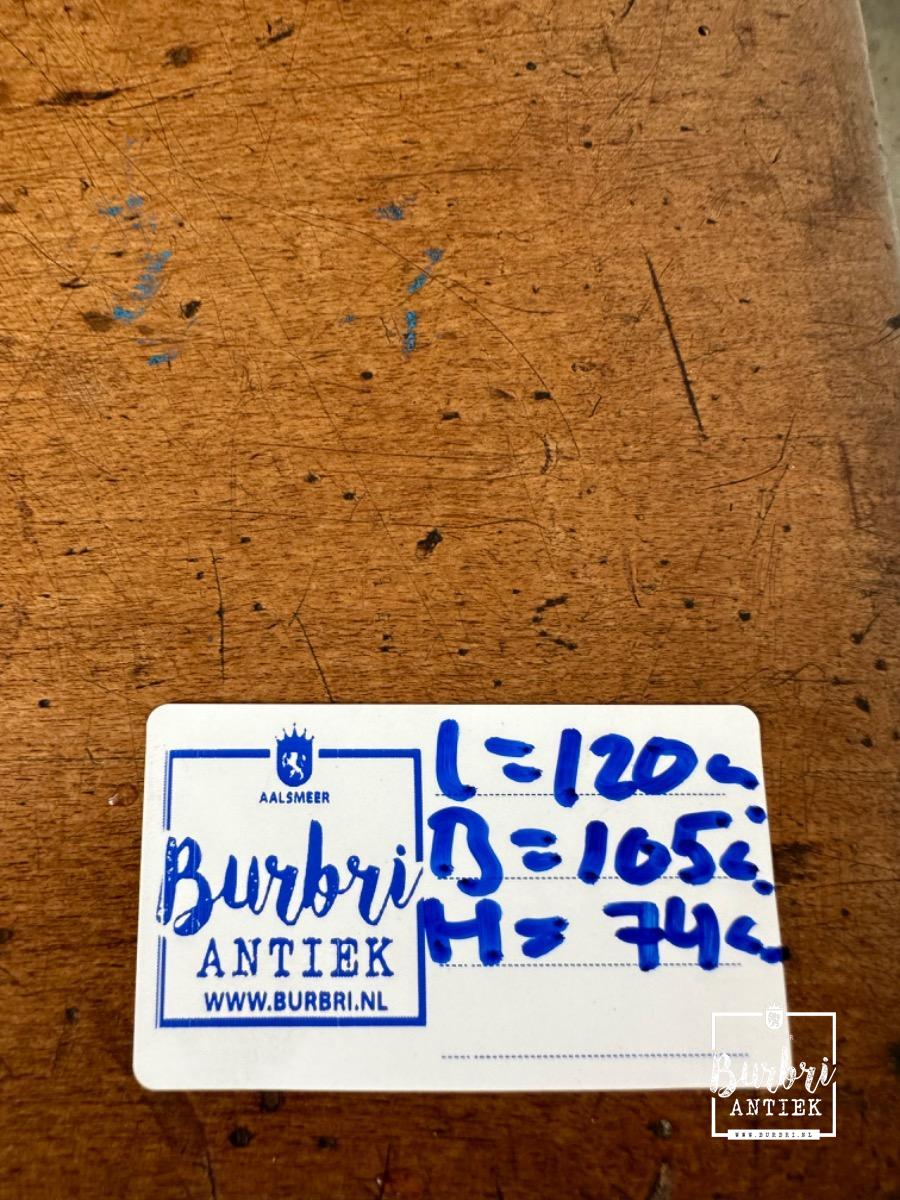 AALSMEER
Burbri
ANTIEK
WWW.BURBRI.NL
L=120c
B=105c
H= 74c
Burbri
ANTIEK
WWW.BURBRI.NL